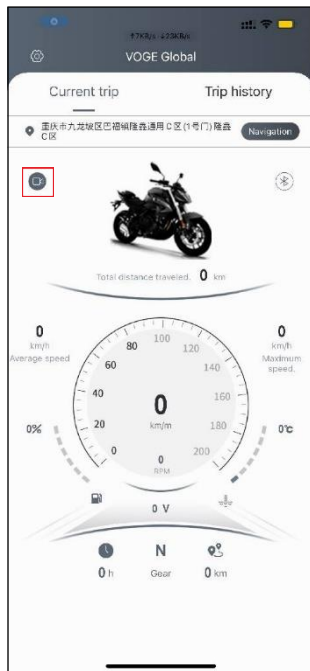 ↑7KB/s ↓23KB/s
VOGE Global
Current trip
Trip history
重庆市九龙坡区巴福镇隆鑫通用C区(1号门)隆鑫
C区
Navigation
Total distance traveled. 0 km
0
km/h
Average speed
0
km/h
Maximum
speed.
0
20
40
60
80
100
120
140
160
180
200
0
km/m
0
RPM
0%
0℃
0 V
0 h
N
Gear
0 km